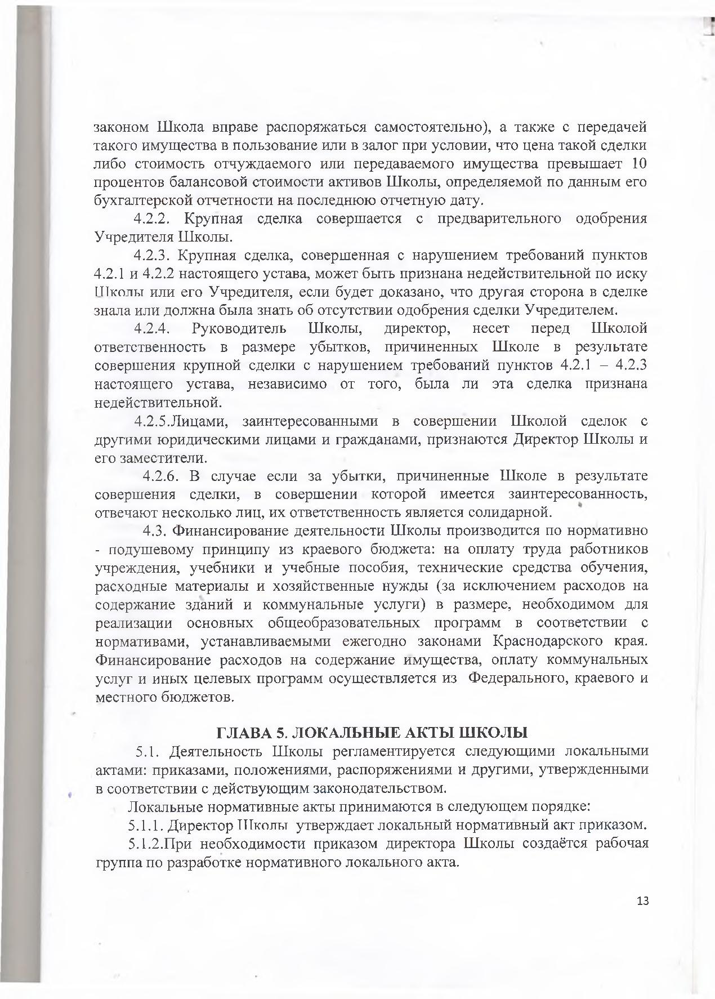 законом Школа вправе распоряжаться самостоятельно), а также с передачей
такого имущества в пользование или в залог при условии, что цена такой сделки
либо стоимость отчуждаемого или передаваемого имущества превышает 10
процентов балансовой стоимости активов Школы, определяемой по данным его
бухгалтерской отчетности на последнюю отчетную дату.
4.2.2. Крупная сделка совершается с предварительного одобрения
Учредителя Школы.
4.2.3. Крупная сделка, совершенная с нарушением требований пунктов
4.2.1 и 4.2.2 настоящего устава, может быть признана недействительной по иску
Школы или его Учредителя, если будет доказано, что другая сторона в сделке
знала или должна была знать об отсутствии одобрения сделки Учредителем.
4.2.4. Руководитель Школы, директор, несет перед Школой
ответственность в размере убытков, причиненных Школе в результате
совершения крупной сделки с нарушением требований пунктов 4.2.1 – 4.2.3
настоящего устава, независимо от того, была ли эта сделка признана
недействительной.
4.2.5.Лицами, заинтересованными в совершении Школой сделок с
другими юридическими лицами и гражданами, признаются Директор Школы и
его заместители.
4.2.6. В случае если за убытки, причиненные Школе в результате
совершения сделки, в совершении которой имеется заинтересованность,
отвечают несколько лиц, их ответственность является солидарной.
4.3. Финансирование деятельности Школы производится по нормативно
- подушевому принципу из краевого бюджета: на оплату труда работников
учреждения, учебники и учебные пособия, технические средства обучения,
расходные материалы и хозяйственные нужды (за исключением расходов на
содержание зданий и коммунальные услуги) в размере, необходимом для
реализации основных общеобразовательных программ в соответствии с
нормативами, устанавливаемыми ежегодно законами Краснодарского края.
Финансирование расходов на содержание имущества, оплату коммунальных
услуг и иных целевых программ осуществляется из Федерального, краевого и
местного бюджетов.
ГЛАВА 5. ЛОКАЛЬНЫЕ АКТЫ ШКОЛЫ
5.1. Деятельность Школы регламентируется следующими локальными
актами: приказами, положениями, распоряжениями и другими, утвержденными
в соответствии с действующим законодательством.
Локальные нормативные акты принимаются в следующем порядке:
5.1.1. Директор Школы утверждает локальный нормативный акт приказом.
5.1.2.При необходимости приказом директора Школы создаётся рабочая
группа по разработке нормативного локального акта.
13